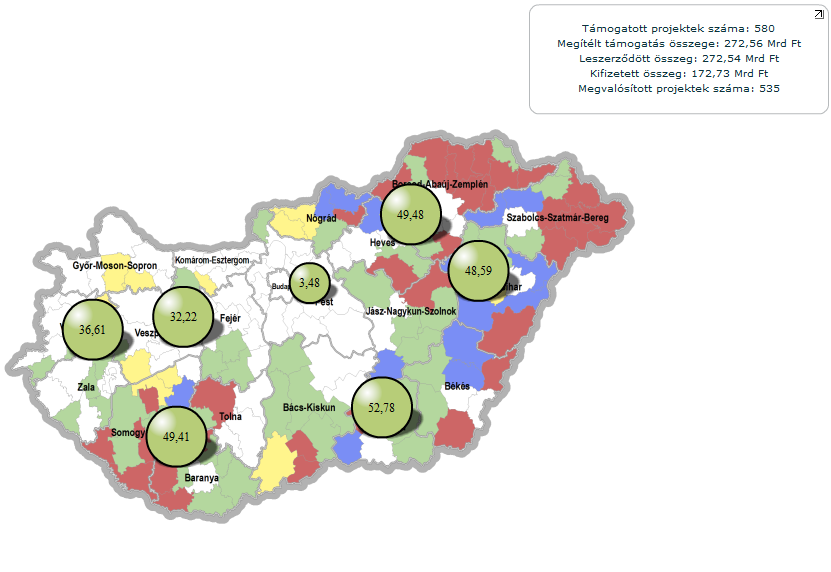 Támogatott projektek száma: 580
Megítélt támogatás összege: 272,56 Mrd Ft
Leszerződött összeg: 272,54 Mrd Ft
Kifizetett összeg: 172,73 Mrd Ft
Megvalósított projektek száma: 535
49,48
Nógrád
Szabolcs-Szatmár-Bereg
Heves
Komárom-Esztergom
Győr-Moson-Sopron
48,59
3,48
Jász-Nagykun-Szolnok
32,22
Fejér
36,61
Zala
Békés
Bács-Kiskun
52,78
Tolna
Somogy
49,41
Baranya